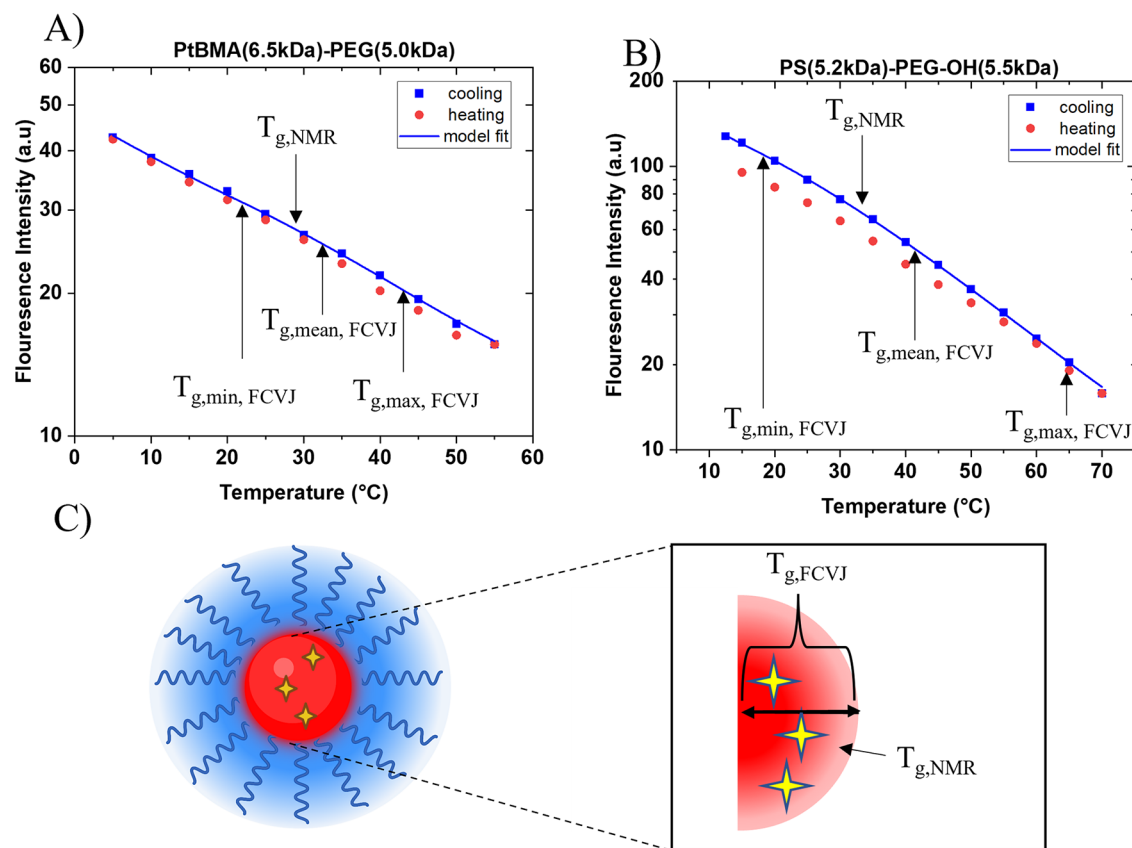 A)
PtBMA(6.5kDa)-PEG(5.0kDa)
Flouresence Intensity (a.u)
60
50
40
30
20
10
cooling
heating
model fit
Tg,NMR
Tg,mean, FCVJ
Tg,min, FCVJ
Tg,max, FCVJ
0 10 20 30 40 50 60
Temperature (°C)
B)
PS(5.2kDa)-PEG-OH(5.5kDa)
Flouresence Intensity (a.u)
200
100
80
60
40
20
10
cooling
heating
model fit
Tg,NMR
Tg,mean, FCVJ
Tg,min, FCVJ
Tg,max, FCVJ
10 20 30 40 50 60 70
Temperature (°C)
C)
Tg,FCVJ
Tg,NMR